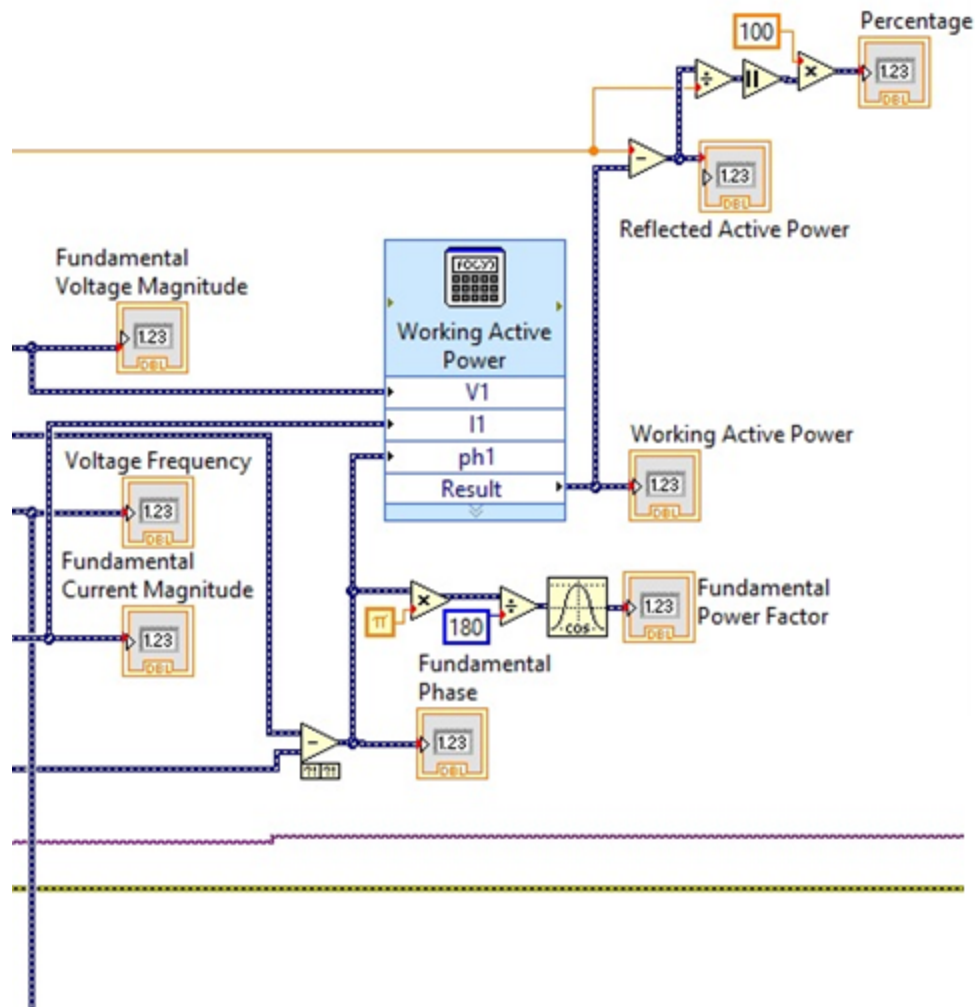 Percentage
100
÷
||
×
1.23
DBL
-
1.23
DBL
Reflected Active Power
Fundamental
Voltage Magnitude
1.23
DBL
Working Active
Power
V1
I1
ph1
Result
Working Active Power
1.23
DBL
Voltage Frequency
1.23
DBL
Fundamental
Current Magnitude
1.23
DBL
×
π
÷
180
COS
1.23
DBL
Fundamental
Power Factor
Fundamental
Phase
1.23
DBL
-
?! ?!